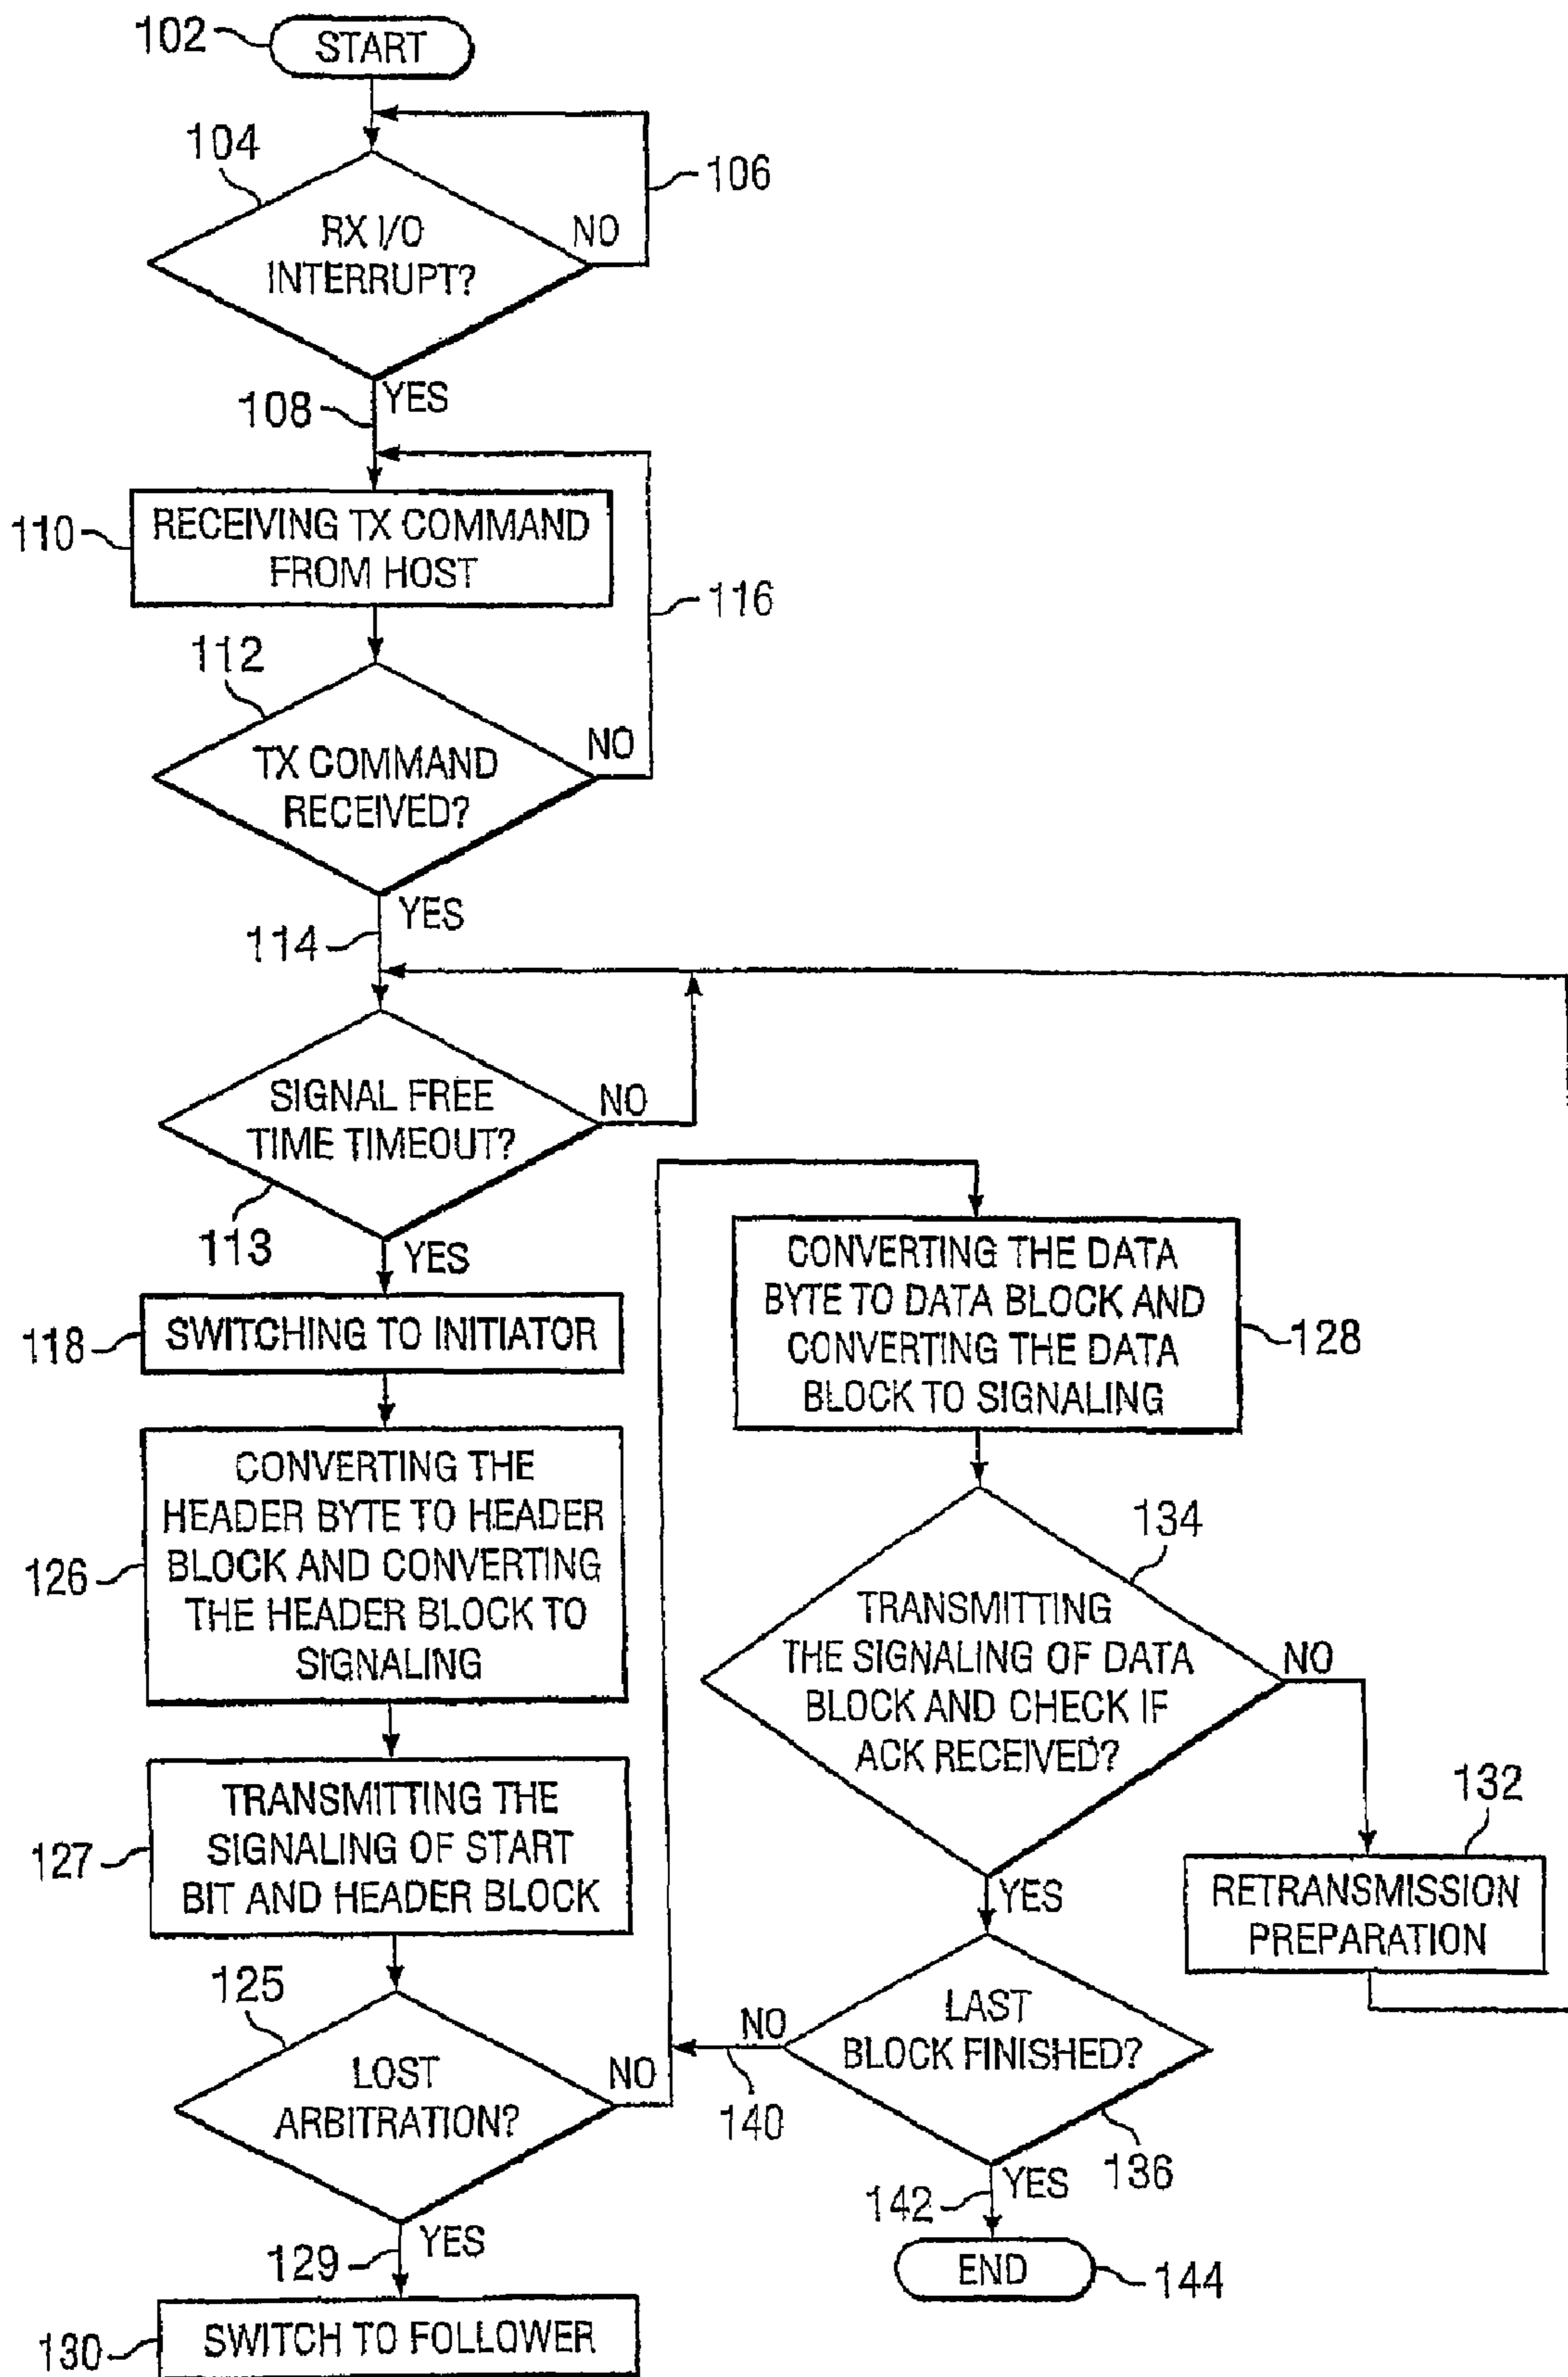 102
START
104
106
RX I/O
INTERRUPT?
NO
YES
108
110
RECEIVING TX COMMAND
FROM HOST
116
112
TX COMMAND
RECEIVED?
NO
YES
114
SIGNAL FREE
TIME TIMEOUT?
NO
113
YES
118
SWITCHING TO INITIATOR
126
CONVERTING THE
HEADER BYTE TO HEADER
BLOCK AND CONVERTING
THE HEADER BLOCK TO
SIGNALING
127
TRANSMITTING THE
SIGNALING OF START
BIT AND HEADER BLOCK
125
LOST
ARBITRATION?
NO
YES
129
130
SWITCH TO FOLLOWER
CONVERTING THE DATA
BYTE TO DATA BLOCK AND
CONVERTING THE DATA
BLOCK TO SIGNALING
128
134
TRANSMITTING
THE SIGNALING OF DATA
BLOCK AND CHECK IF
ACK RECEIVED?
NO
132
RETRANSMISSION
PREPARATION
YES
LAST
BLOCK FINISHED?
NO
140
136
YES
142
END
144